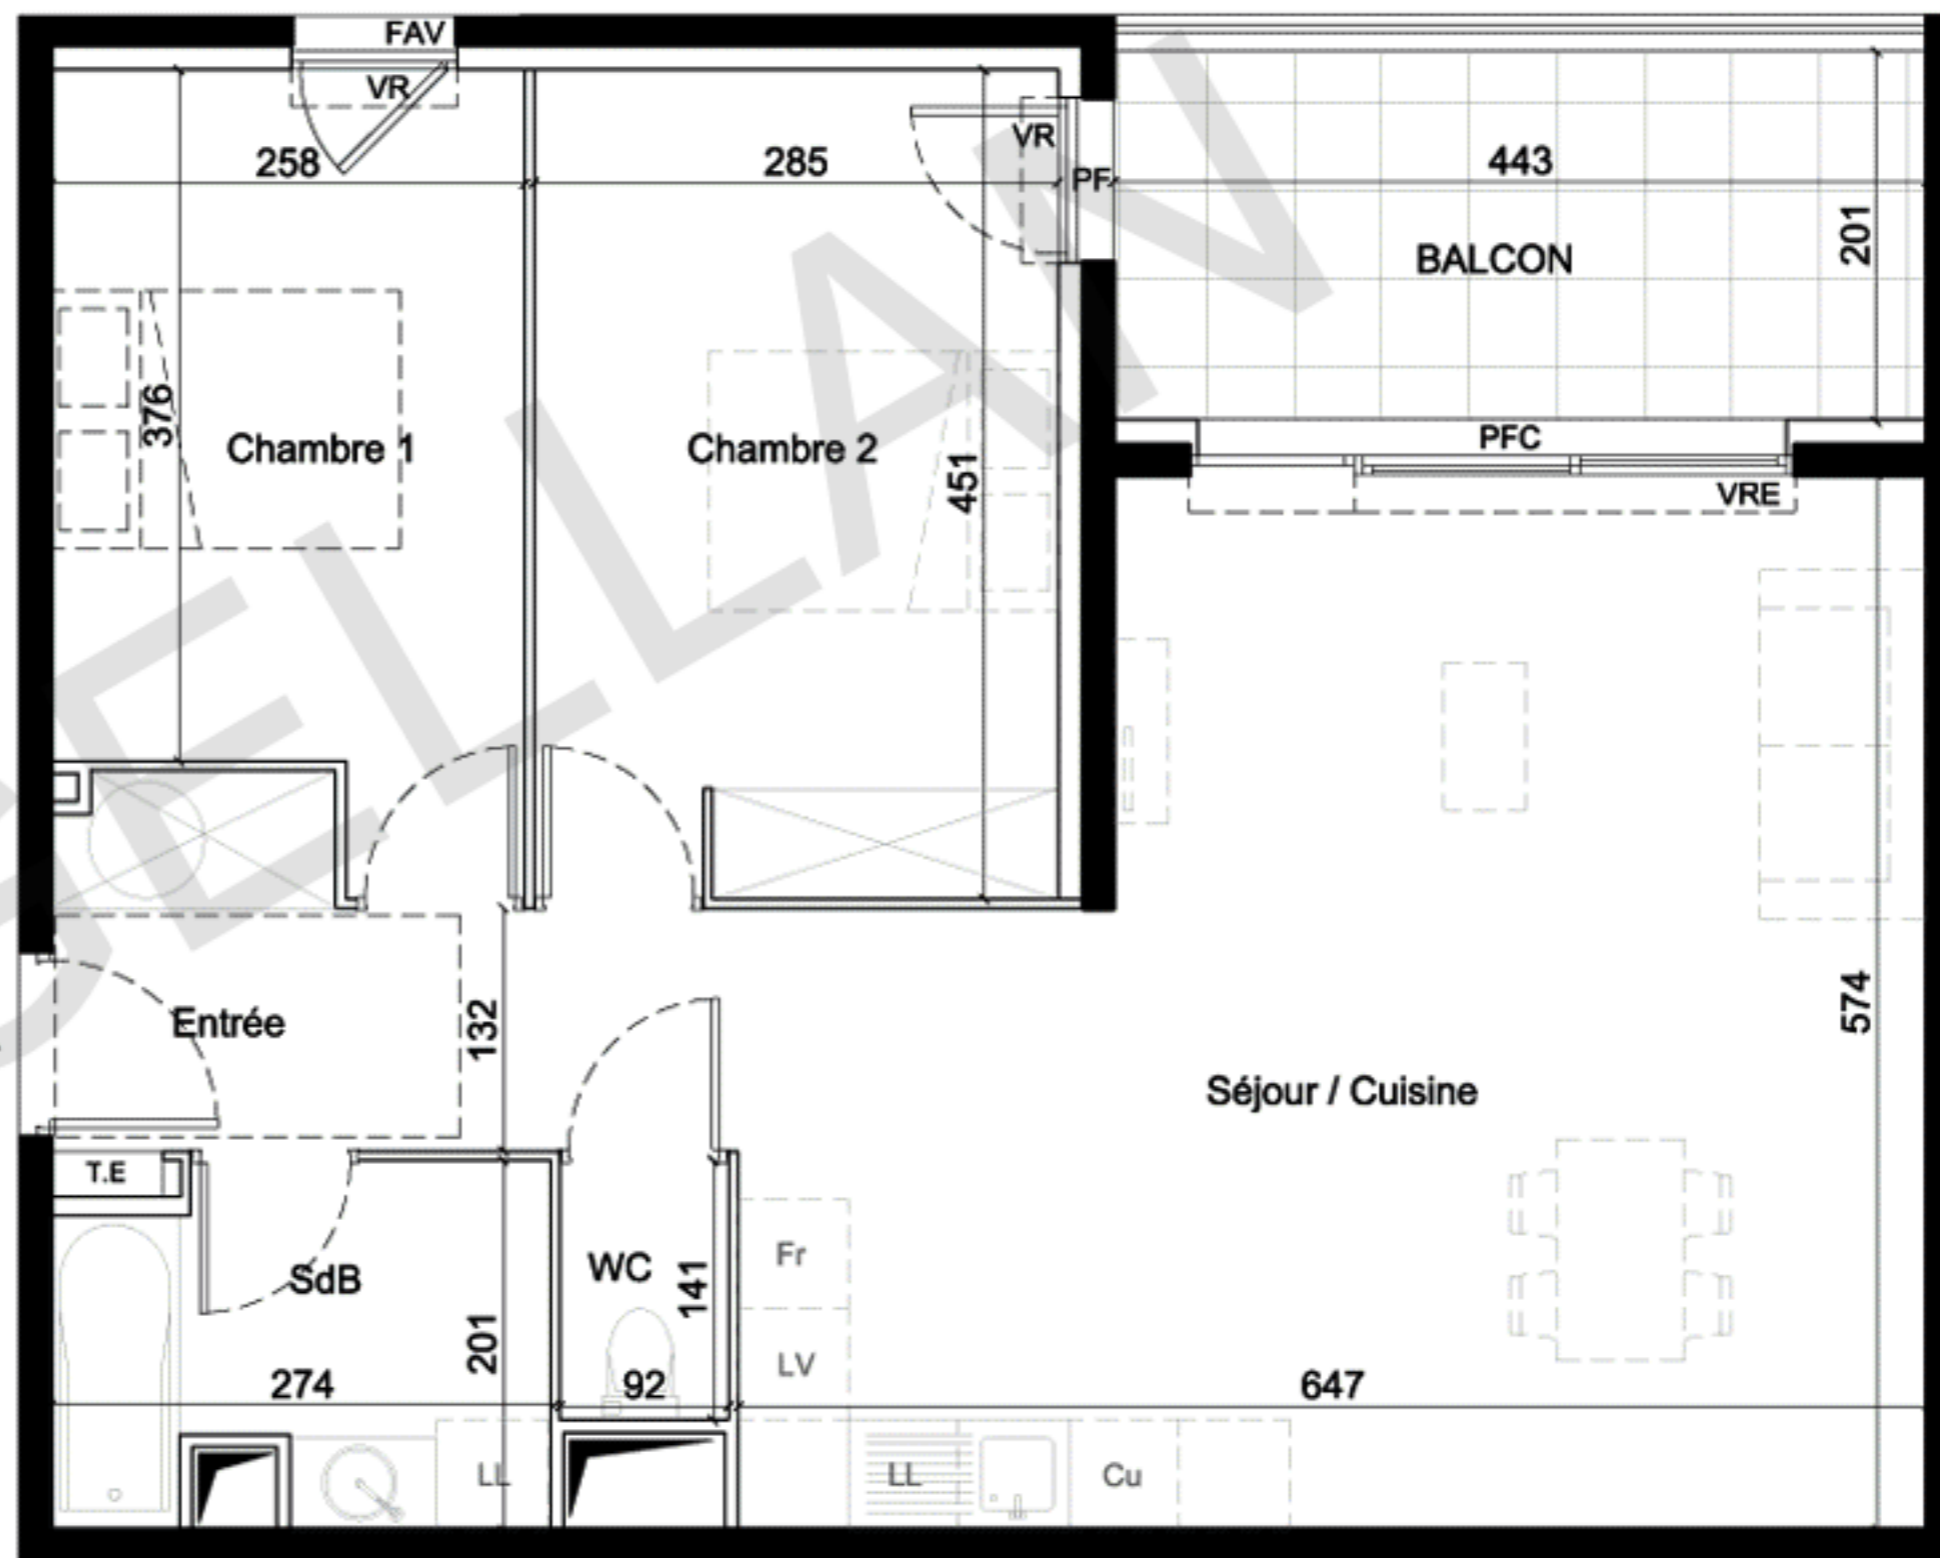 FAV
VR
258
285
VR
PF
443
201
BALCON
376
Chambre 1
Chambre 2
451
PFC
VRE
GELLAN
Entrée
132
574
Séjour / Cuisine
T.E
SdB
WC
141
Fr
201
LV
274
92
647
LL
LL
Cu